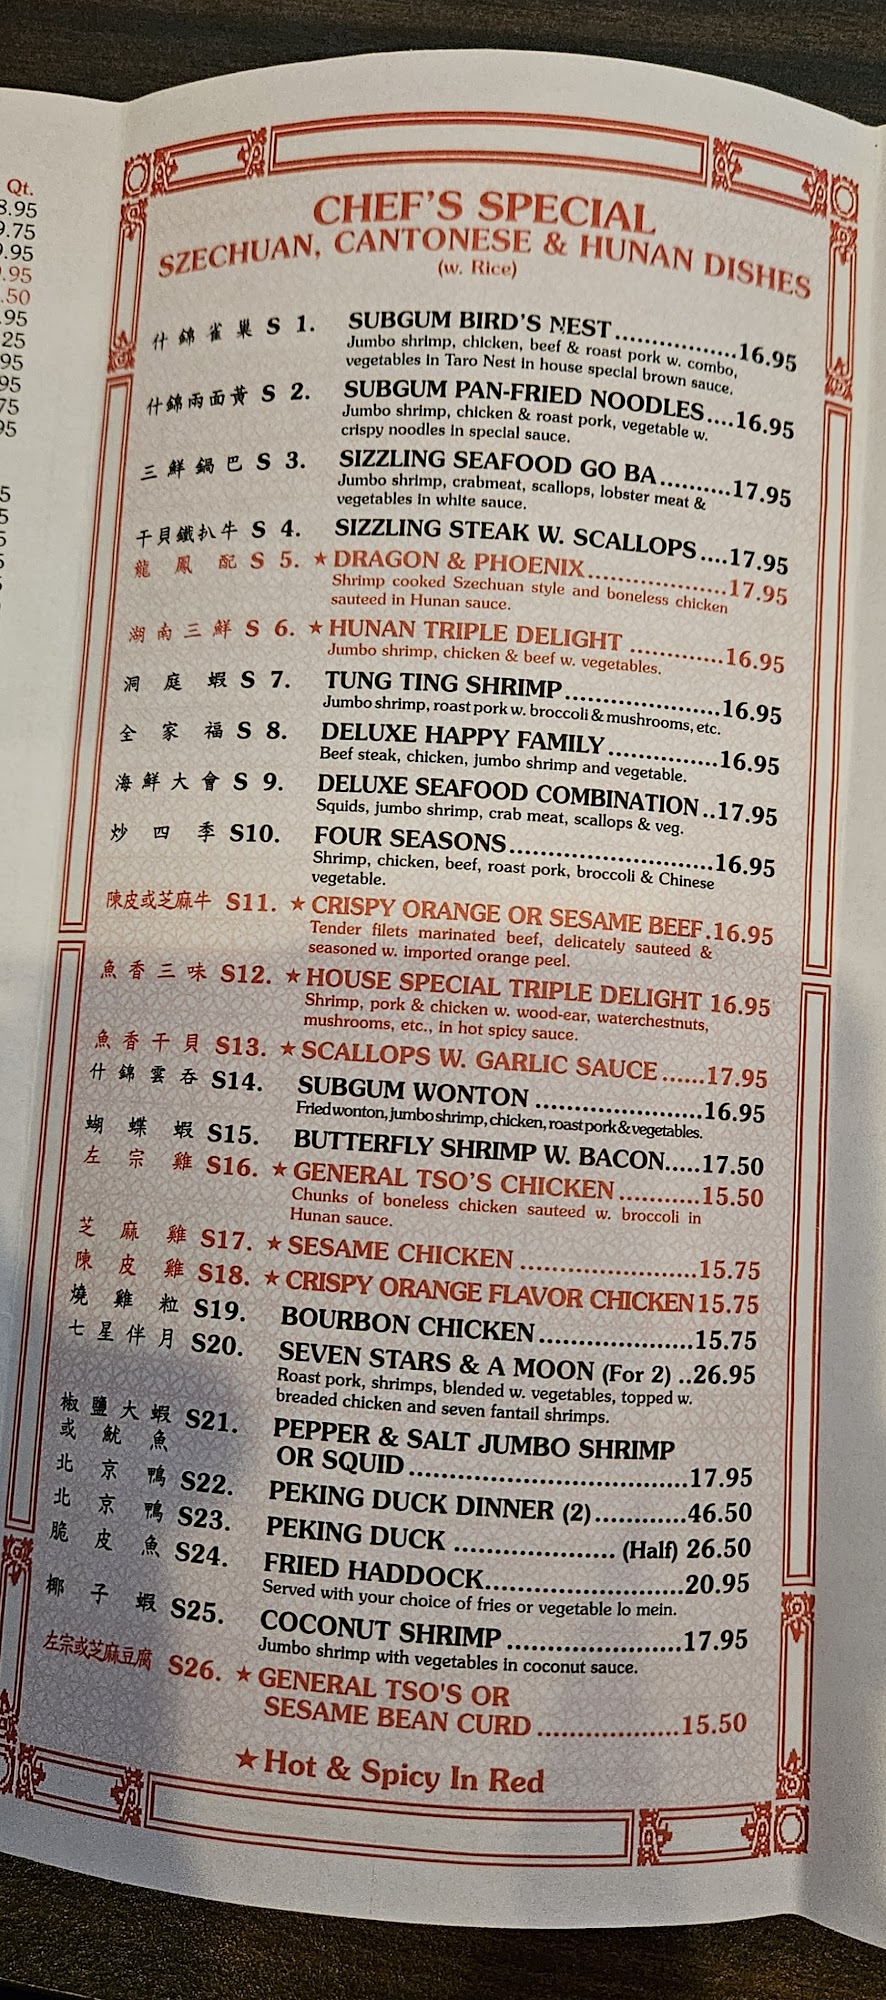 Qt.
8.95
9.75
9.95
.95
.50
.95
25
95
95
75
95
5
5
5
5
CHEF'S SPECIAL
SZECHUAN, CANTONESE & HUNAN DISHES
(w. Rice)
什錦雀巢 S 1. SUBGUM BIRD'S NEST.................16.95
Jumbo shrimp, chicken, beef & roast pork w. combo,
vegetables in Taro Nest in house special brown sauce.
什錦兩面黃 S 2. SUBGUM PAN-FRIED NOODLES....16.95
Jumbo shrimp, chicken & roast pork, vegetable w.
crispy noodles in special sauce.
三鮮鍋巴 S 3. SIZZLING SEAFOOD GO BA..........17.95
Jumbo shrimp, crabmeat, scallops, lobster meat &
vegetables in white sauce.
干貝鐵扒牛 S 4. SIZZLING STEAK W. SCALLOPS....17.95
龍鳳配 S 5. ★ DRAGON & PHOENIX....................17.95
Shrimp cooked Szechuan style and boneless chicken
sauteed in Hunan sauce.
湖南三鮮 S 6. ★ HUNAN TRIPLE DELIGHT .............16.95
Jumbo shrimp, chicken & beef w. vegetables.
洞庭蝦 S 7. TUNG TING SHRIMP......................16.95
Jumbo shrimp, roast pork w. broccoli & mushrooms, etc.
全家福 S 8. DELUXE HAPPY FAMILY...............16.95
Beef steak, chicken, jumbo shrimp and vegetable.
海鮮大會 S 9. DELUXE SEAFOOD COMBINATION..17.95
Squids, jumbo shrimp, crab meat, scallops & veg.
炒四季 S10. FOUR SEASONS............................16.95
Shrimp, chicken, beef, roast pork, broccoli & Chinese
vegetable.
陳皮或芝麻牛 S11. ★ CRISPY ORANGE OR SESAME BEEF.16.95
Tender filets marinated beef, delicately sauteed &
seasoned w. imported orange peel.
魚香三味 S12. ★ HOUSE SPECIAL TRIPLE DELIGHT 16.95
Shrimp, pork & chicken w. wood-ear, waterchestnuts,
mushrooms, etc., in hot spicy sauce.
魚香干貝 S13. ★ SCALLOPS W. GARLIC SAUCE......17.95
什錦雲吞 S14. SUBGUM WONTON .......................16.95
Fried wonton, jumbo shrimp, chicken, roast pork & vegetables.
蝴蝶蝦 S15. BUTTERFLY SHRIMP W. BACON.....17.50
左宗雞 S16. ★ GENERAL TSO'S CHICKEN...........15.50
Chunks of boneless chicken sauteed w. broccoli in
Hunan sauce.
芝麻雞 S17. ★ SESAME CHICKEN ........................15.75
陳皮雞 S18. ★ CRISPY ORANGE FLAVOR CHICKEN15.75
燒雞粒 S19. BOURBON CHICKEN.....................15.75
七星伴月 S20. SEVEN STARS & A MOON (For 2) ..26.95
Roast pork, shrimps, blended w. vegetables, topped w.
breaded chicken and seven fantail shrimps.
椒鹽大蝦 S21. PEPPER & SALT JUMBO SHRIMP
或魷魚 OR SQUID......................................17.95
北京鴨 S22. PEKING DUCK DINNER (2)............46.50
北京鴨 S23. PEKING DUCK ...................... (Half) 26.50
脆皮魚 S24. FRIED HADDOCK...........................20.95
Served with your choice of fries or vegetable lo mein.
椰子蝦 S25. COCONUT SHRIMP ........................17.95
Jumbo shrimp with vegetables in coconut sauce.
左宗或芝麻豆腐 S26. ★ GENERAL TSO'S OR
SESAME BEAN CURD ...................15.50
★ Hot & Spicy In Red